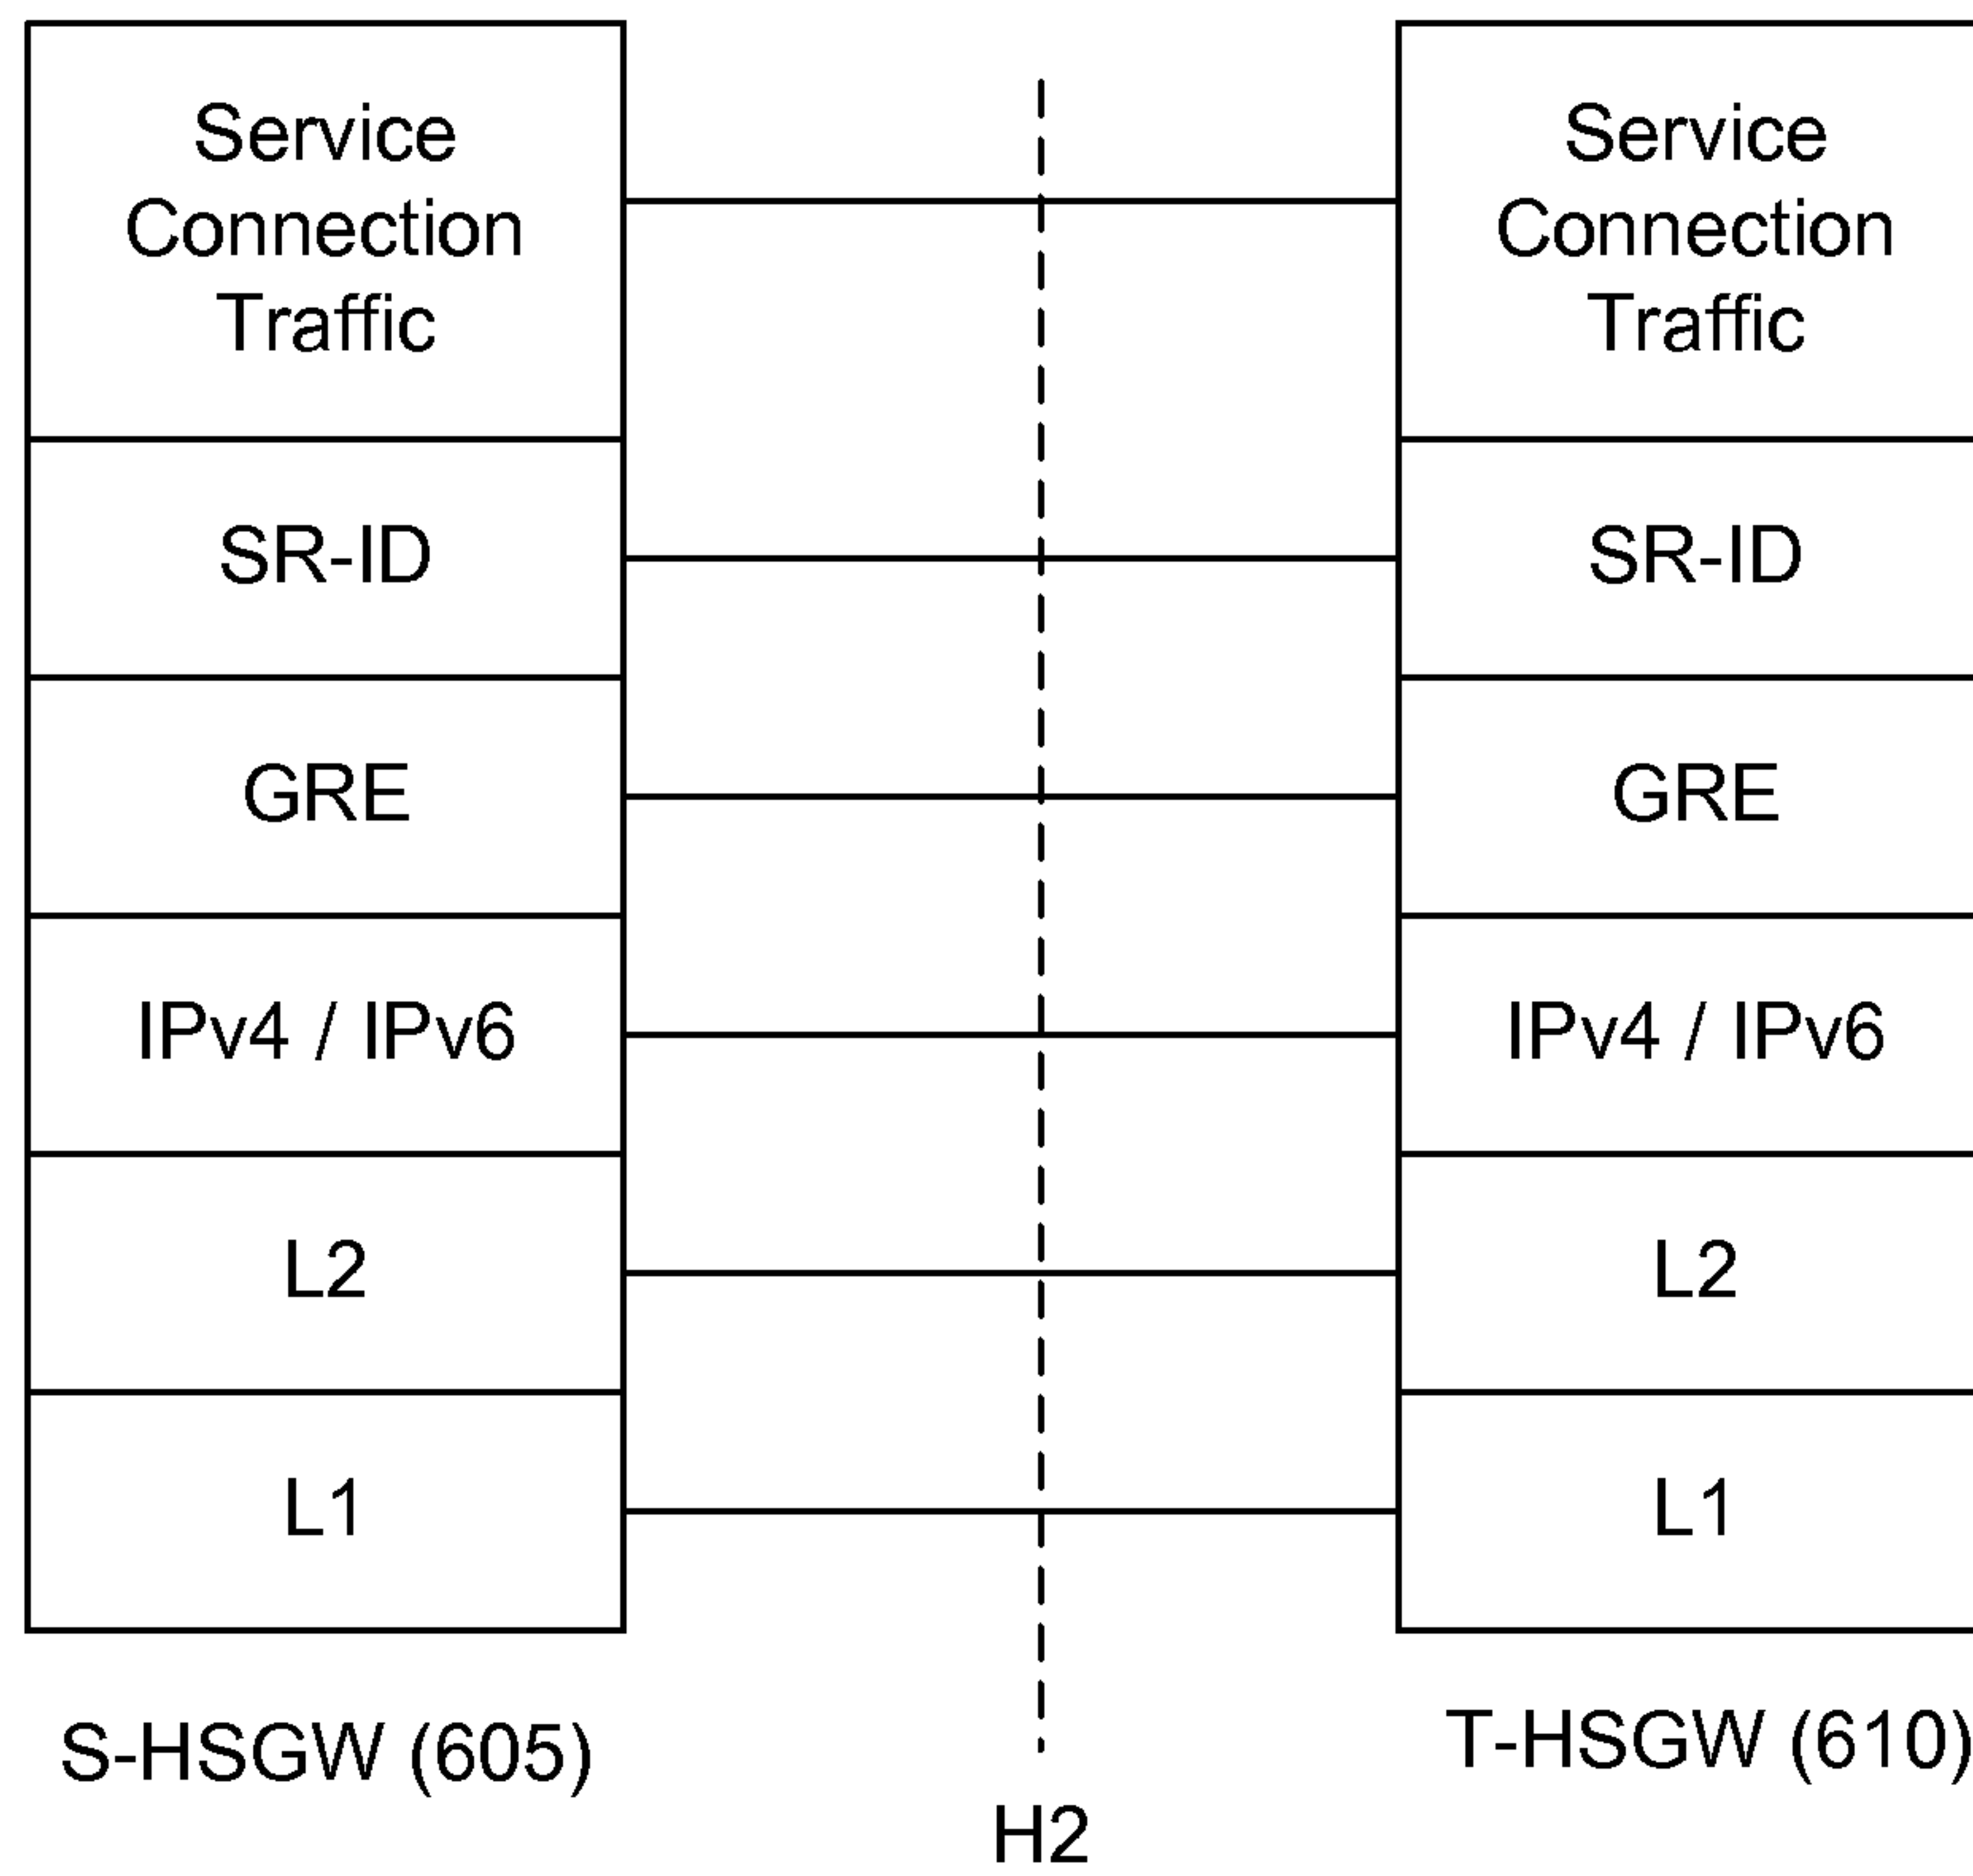 Service
Connection
Traffic
SR-ID
GRE
IPv4 / IPv6
L2
L1
S-HSGW (605)
H2
Service
Connection
Traffic
SR-ID
GRE
IPv4 / IPv6
L2
L1
T-HSGW (610)